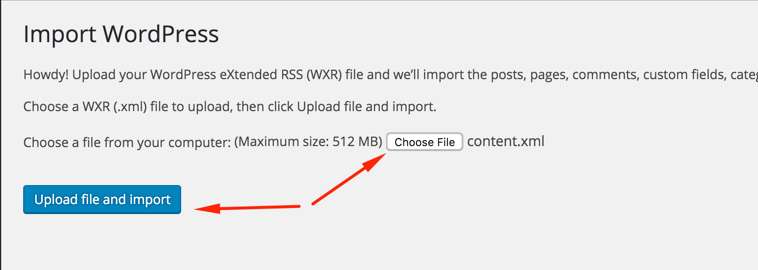 Import WordPress
Howdy! Upload your WordPress eXtended RSS (WXR) file and we'll import the posts, pages, comments, custom fields, categ
Choose a WXR (.xml) file to upload, then click Upload file and import.
Choose a file from your computer: (Maximum size: 512 MB) Choose File content.xml
Upload file and import